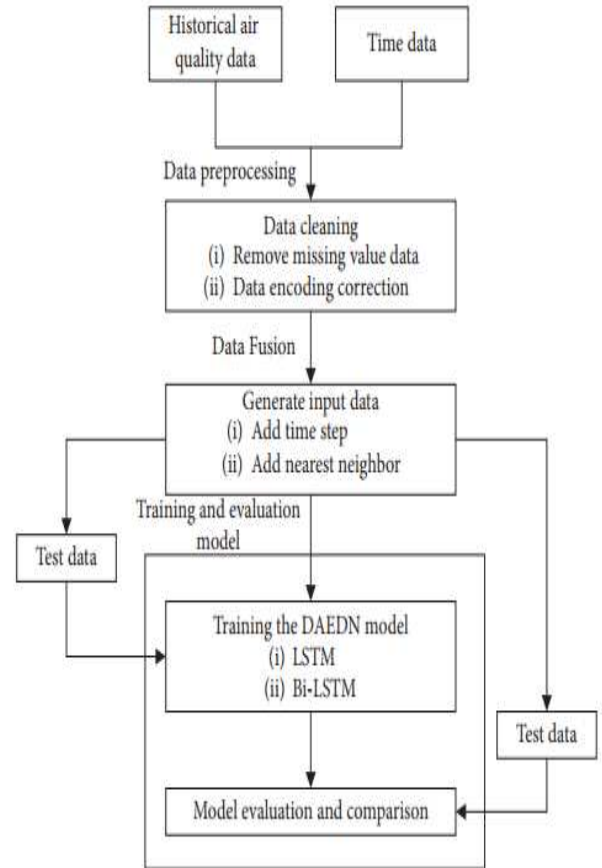 Historical air
quality data
Time data
Data preprocessing
Data cleaning
(i) Remove missing value data
(ii) Data encoding correction
Data Fusion
Generate input data
(i) Add time step
(ii) Add nearest neighbor
Training and evaluation
model
Test data
Training the DAEDN model
(i) LSTM
(ii) Bi-LSTM
Test data
Model evaluation and comparison